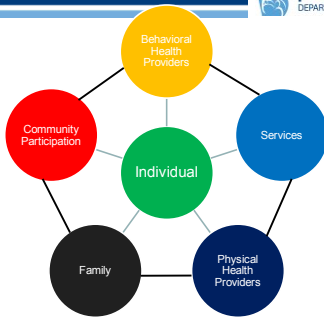 DEPAR
Behavioral
Health
Providers
Community
Participation
Services
Individual
Family
Physical
Health
Providers